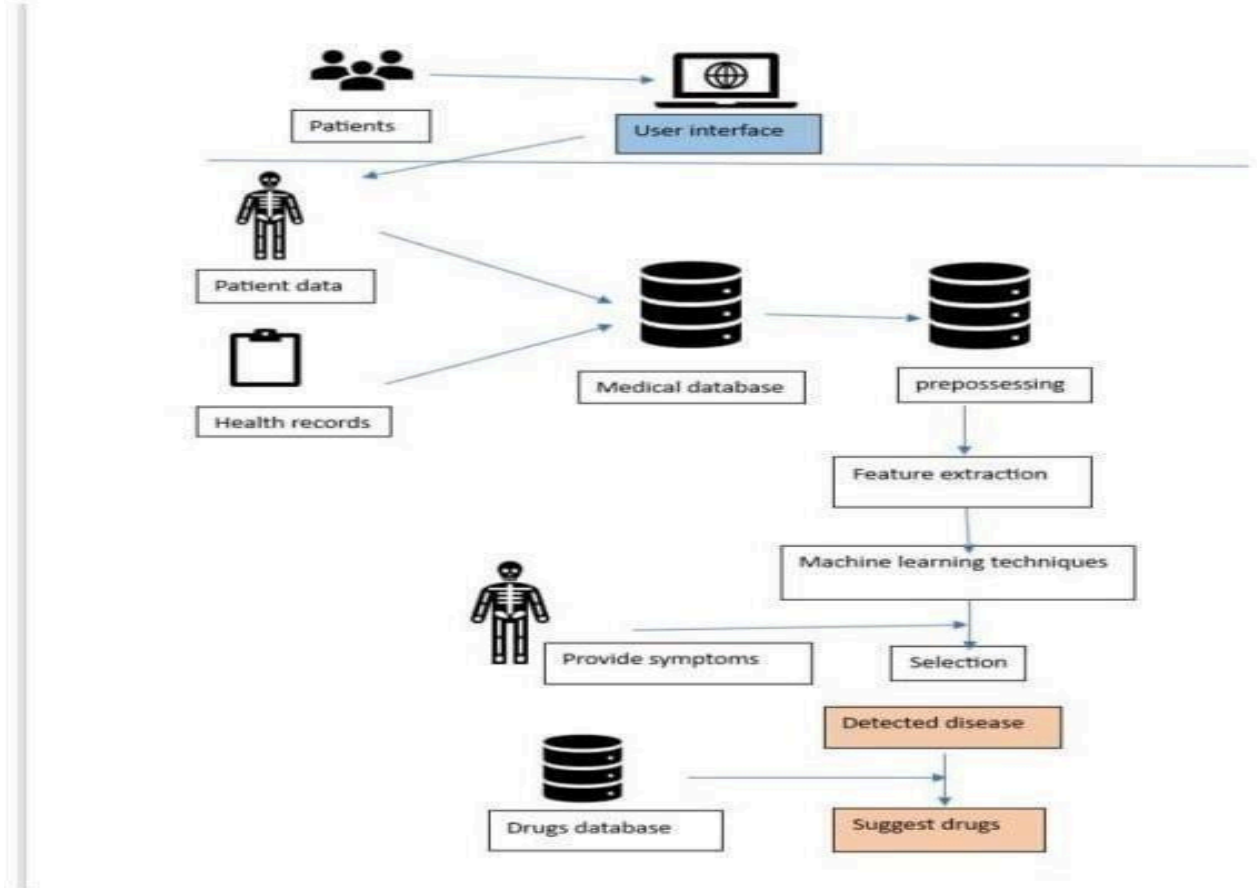 Patients
User interface
Patient data
Medical database
prepossessing
Health records
Feature extraction
Machine learning techniques
Provide symptoms
Selection
Detected disease
Drugs database
Suggest drugs